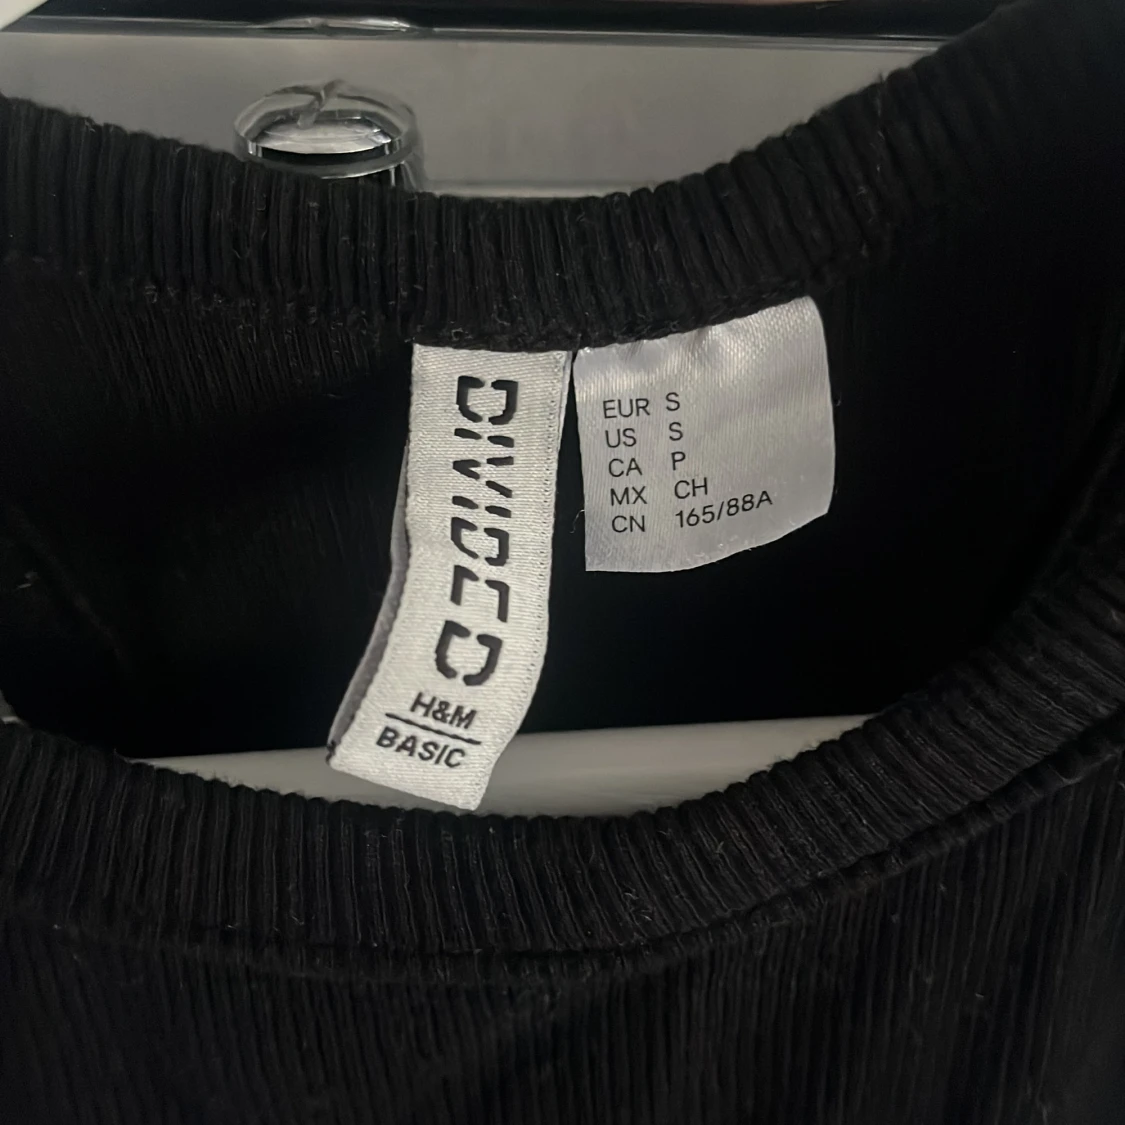 DIVIDED
H&M
BASIC
EUR S
US S
CA P
MX CH
CN 165/88A